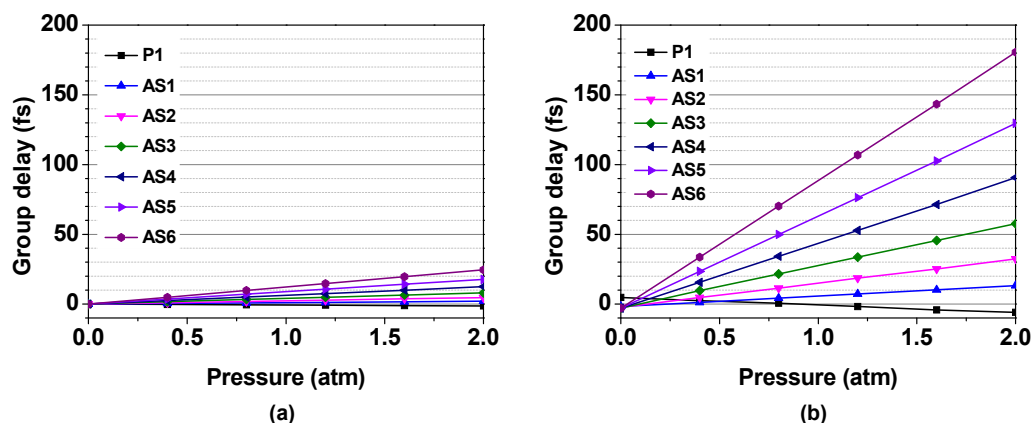 200
150
100
50
0
Group delay (fs)
P1
AS1
AS2
AS3
AS4
AS5
AS6
0.0 0.5 1.0 1.5 2.0
Pressure (atm)
(a)
200
150
100
50
0
Group delay (fs)
P1
AS1
AS2
AS3
AS4
AS5
AS6
0.0 0.5 1.0 1.5 2.0
Pressure (atm)
(b)